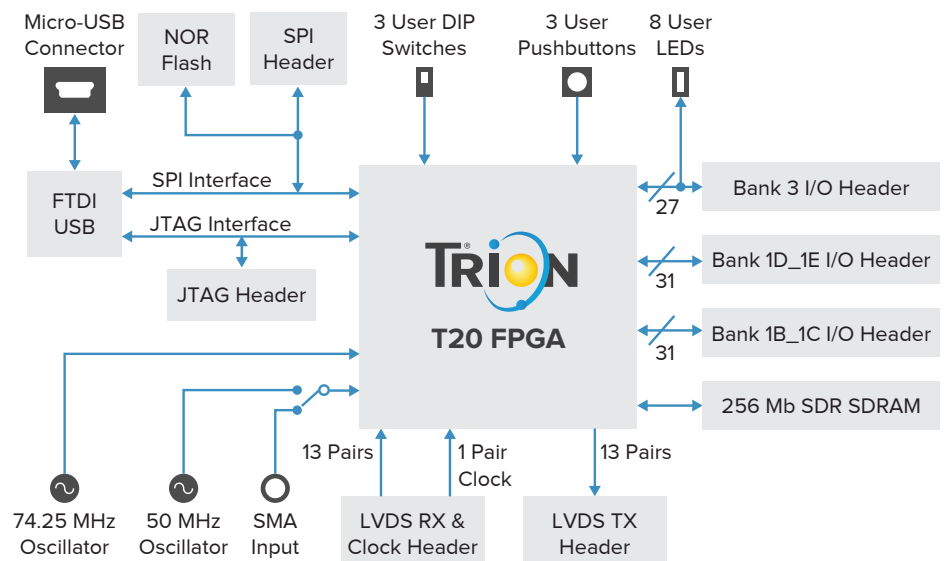 Micro-USB
Connector
NOR
Flash
SPI
Header
3 User DIP
Switches
3 User
Pushbuttons
8 User
LEDs
FTDI
USB
SPI Interface
JTAG Interface
JTAG Header
TRION®
T20 FPGA
27
Bank 3 I/O Header
31
Bank 1D_1E I/O Header
31
Bank 1B_1C I/O Header
256 Mb SDR SDRAM
13 Pairs
1 Pair
Clock
13 Pairs
74.25 MHz
Oscillator
50 MHz
Oscillator
SMA
Input
LVDS RX &
Clock Header
LVDS TX
Header